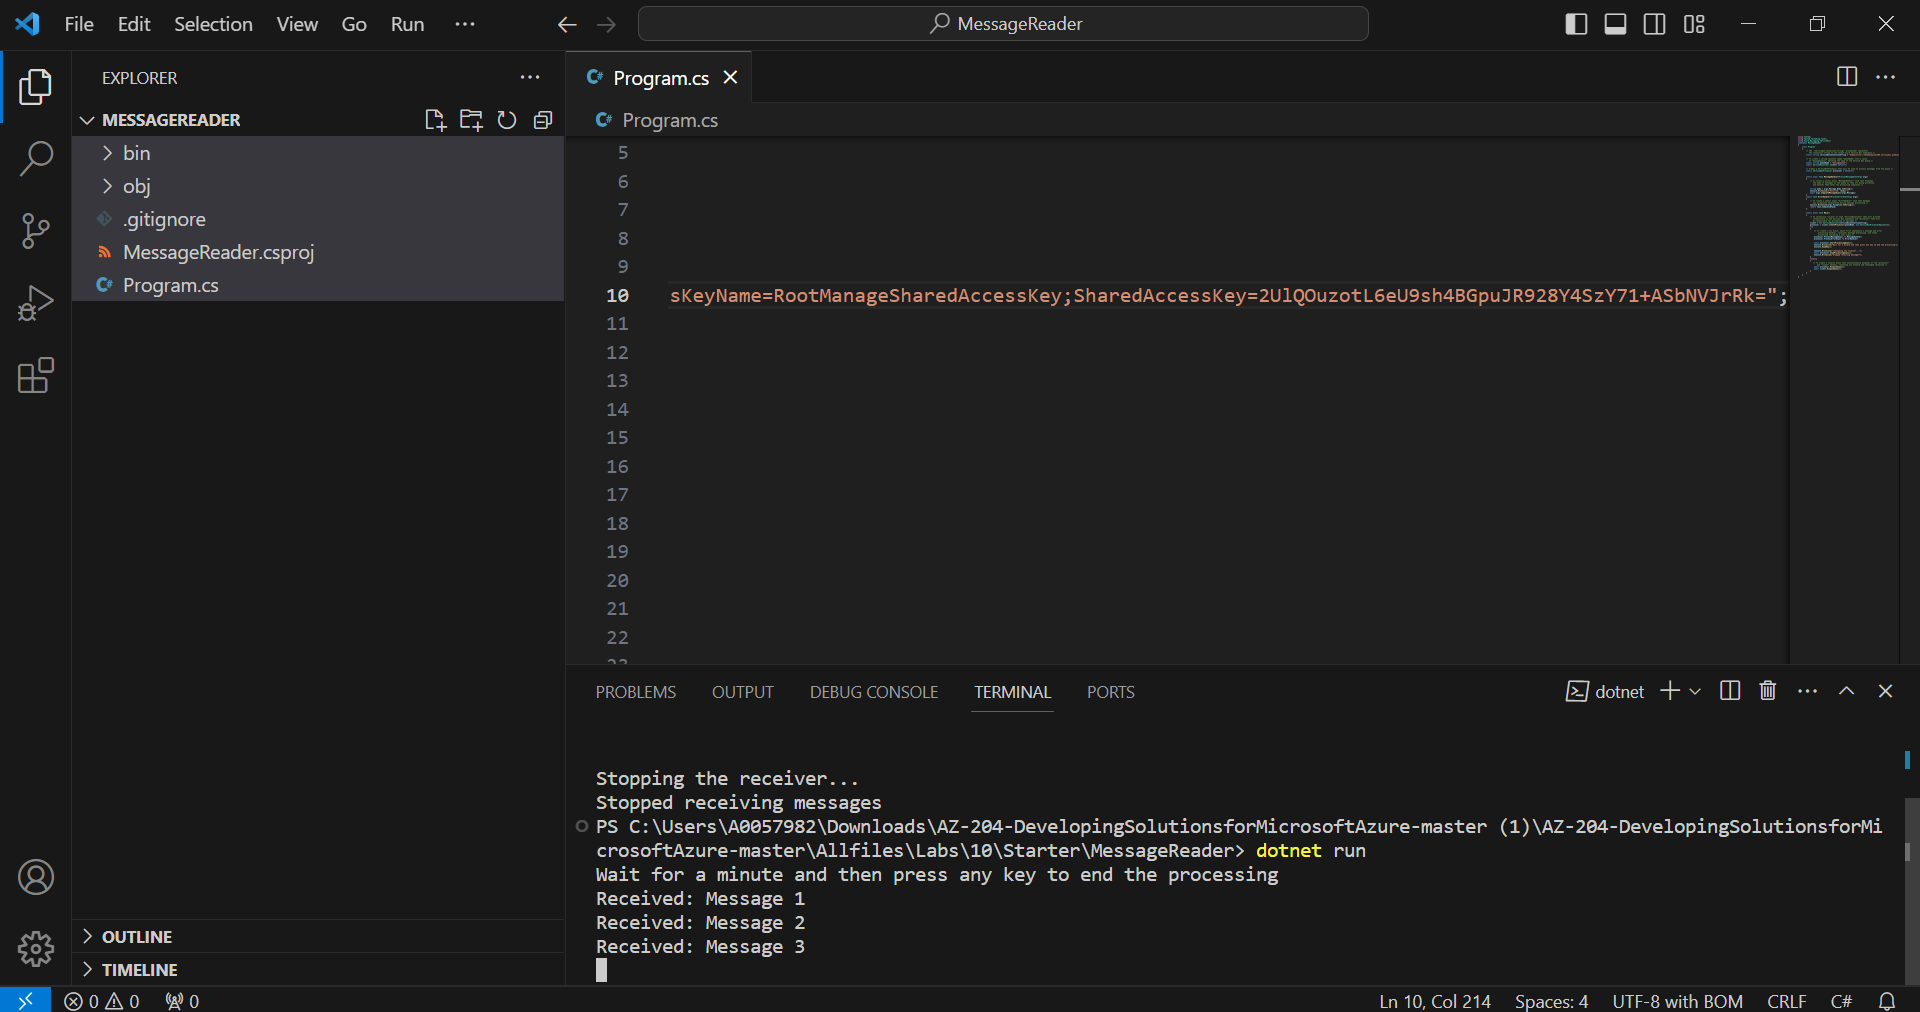 File Edit Selection View Go Run ··· MessageReader
EXPLORER ···
MESSAGEREADER
bin
obj
.gitignore
MessageReader.csproj
Program.cs
OUTLINE
TIMELINE
Program.cs
Program.cs
5
6
7
8
9
10 sKeyName=RootManageSharedAccessKey;SharedAccessKey=2UlQOuzotL6eU9sh4BGpuJR928Y4SzY71+ASbNVJrRk=";
11
12
13
14
15
16
17
18
19
20
21
22
PROBLEMS OUTPUT DEBUG CONSOLE TERMINAL PORTS dotnet
Stopping the receiver...
Stopped receiving messages
PS C:\Users\A0057982\Downloads\AZ-204-DevelopingSolutionsforMicrosoftAzure-master (1)\AZ-204-DevelopingSolutionsforMi
crosoftAzure-master\Allfiles\Labs\10\Starter\MessageReader> dotnet run
Wait for a minute and then press any key to end the processing
Received: Message 1
Received: Message 2
Received: Message 3
0 0 0 Ln 10, Col 214 Spaces: 4 UTF-8 with BOM CRLF C#